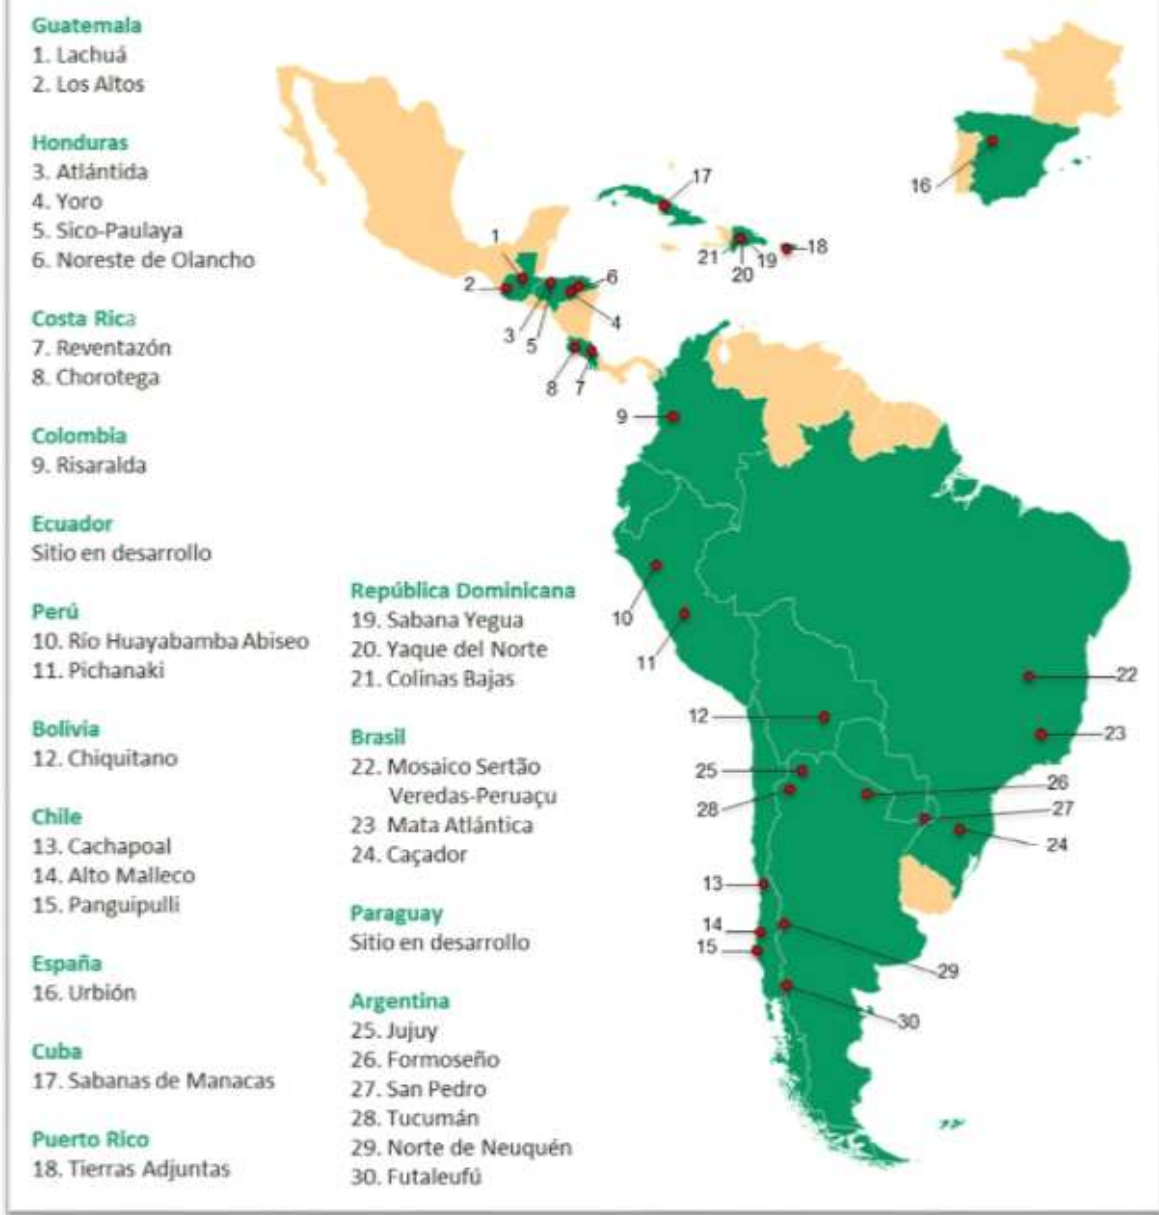 Guatemala
1. Lachuá
2. Los Altos
Honduras
3. Atlántida
4. Yoro
5. Sico-Paulaya
6. Noreste de Olancho
Costa Rica
7. Reventazón
8. Chorotega
Colombia
9. Risaralda
Ecuador
Sitio en desarrollo
Perú
10. Río Huayabamba Abiseo
11. Pichanaki
Bolivia
12. Chiquitano
Chile
13. Cachapoal
14. Alto Malleco
15. Panguipulli
España
16. Urbión
Cuba
17. Sabanas de Manacas
Puerto Rico
18. Tierras Adjuntas
República Dominicana
19. Sabana Yegua
20. Yaque del Norte
21. Colinas Bajas
Brasil
22. Mosaico Sertão
Veredas-Peruaçu
23 Mata Atlántica
24. Caçador
Paraguay
Sitio en desarrollo
Argentina
25. Jujuy
26. Formoseño
27. San Pedro
28. Tucumán
29. Norte de Neuquén
30. Futaleufú
16
17
18
19
20
21
1
2
6
4
3
5
8
7
9
10
11
12
22
23
25
28
26
27
24
13
14
15
29
30